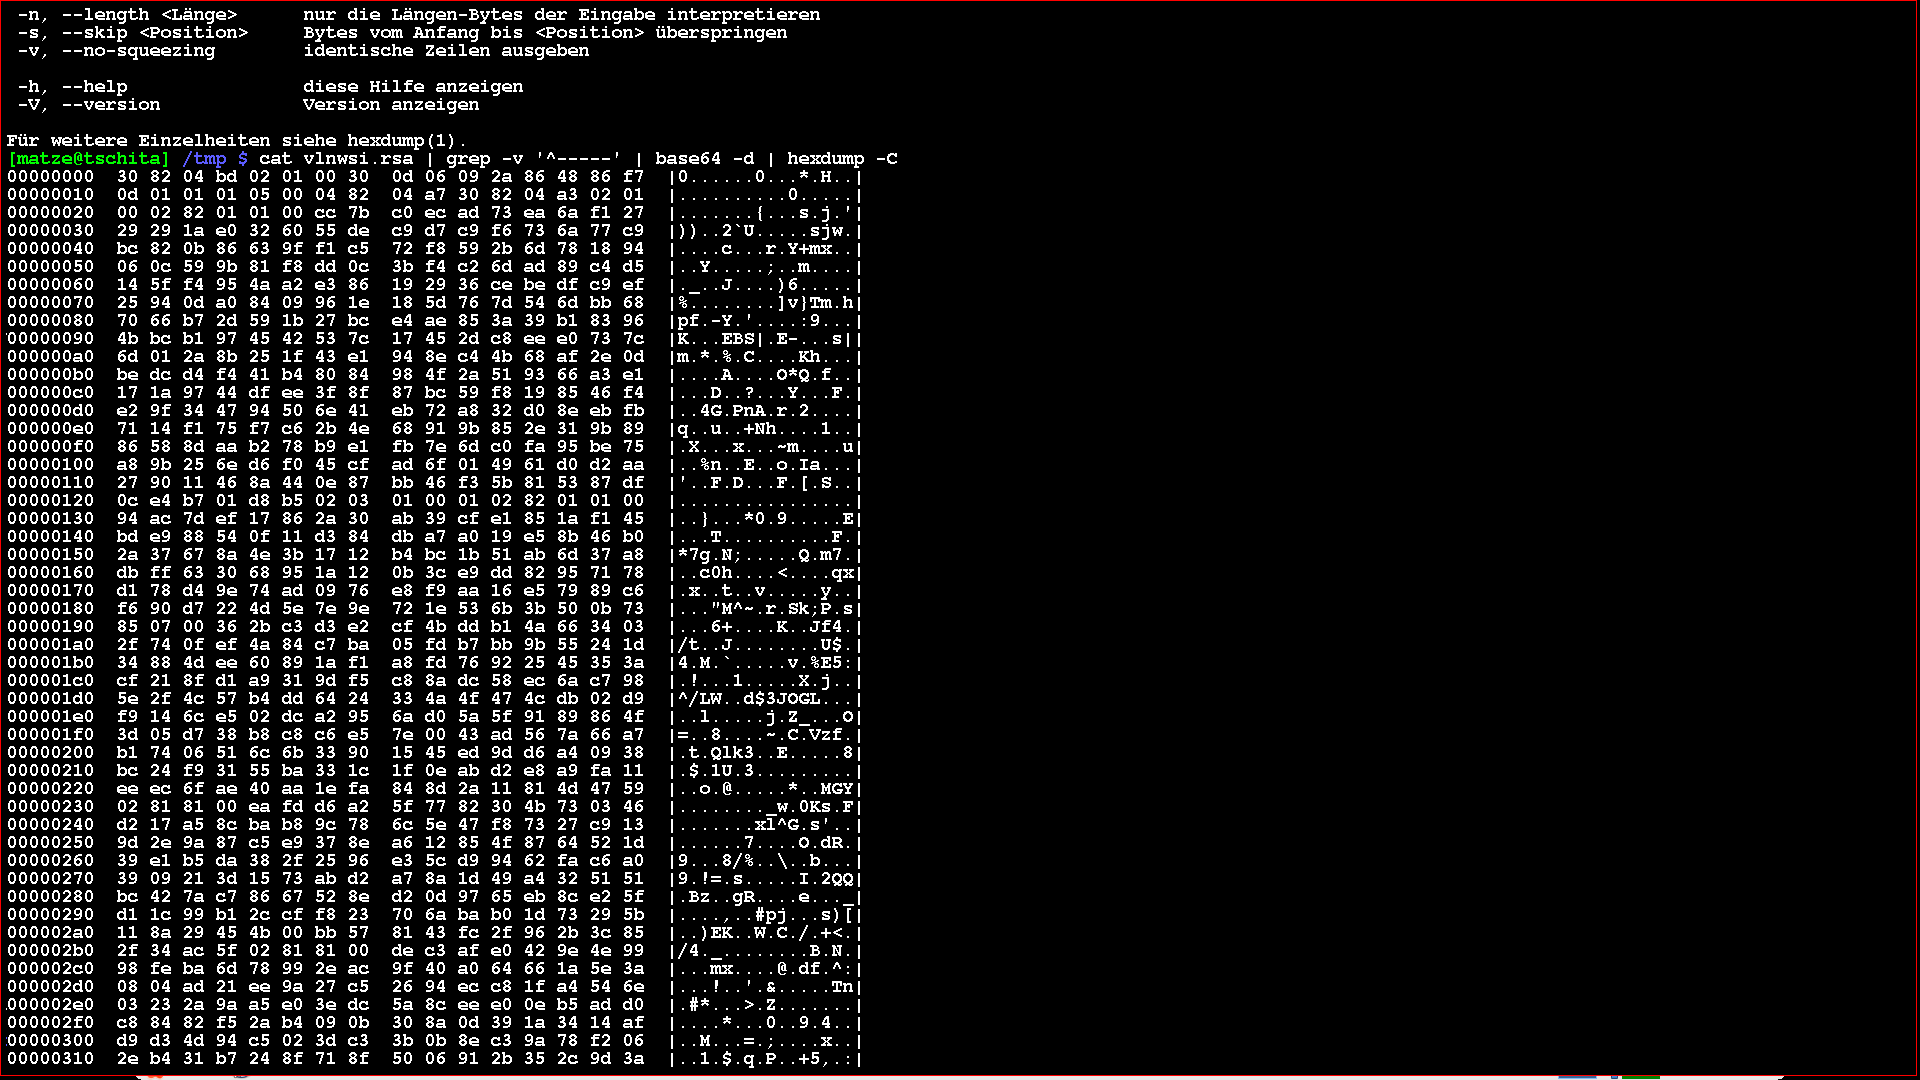 -n, --length <Länge>      nur die Längen-Bytes der Eingabe interpretieren
-s, --skip <Position>     Bytes vom Anfang bis <Position> überspringen
-v, --no-squeezing        identische Zeilen ausgeben
-h, --help                diese Hilfe anzeigen
-V, --version             Version anzeigen
Für weitere Einzelheiten siehe hexdump(1).
[matze@tschita] /tmp $ cat vlnwsi.rsa | grep -v '^-----' | base64 -d | hexdump -C
00000000  30 82 04 bd 02 01 00 30  0d 06 09 2a 86 48 86 f7  |0......0...*.H..|
00000010  0d 01 01 01 05 00 04 82  04 a7 30 82 04 a3 02 01  |..........0.....|
00000020  00 02 82 01 01 00 cc 7b  c0 ec ad 73 ea 6a f1 27  |.......{...s.j.'|
00000030  29 29 1a e0 32 60 55 de  c9 d7 c9 f6 73 6a 77 c9  |))..2`U.....sjw.|
00000040  bc 82 0b 86 63 9f f1 c5  72 f8 59 2b 6d 78 18 94  |....c...r.Y+mx..|
00000050  06 0c 59 9b 81 f8 dd 0c  3b f4 c2 6d ad 89 c4 d5  |..Y.....;..m....|
00000060  14 5f f4 95 4a a2 e3 86  19 29 36 ce be df c9 ef  |._..J....)6.....|
00000070  25 94 0d a0 84 09 96 1e  18 5d 76 7d 54 6d bb 68  |%........]v}Tm.h|
00000080  70 66 b7 2d 59 1b 27 bc  e4 ae 85 3a 39 b1 83 96  |pf.-Y.'....:9...|
00000090  4b bc b1 97 45 42 53 7c  17 45 2d c8 ee e0 73 7c  |K...EBS|.E-...s||
000000a0  6d 01 2a 8b 25 1f 43 e1  94 8e c4 4b 68 af 2e 0d  |m.*.%.C....Kh...|
000000b0  be dc d4 f4 41 b4 80 84  98 4f 2a 51 93 66 a3 e1  |....A....O*Q.f..|
000000c0  17 1a 97 44 df ee 3f 8f  87 bc 59 f8 19 85 46 f4  |...D..?...Y...F.|
000000d0  e2 9f 34 47 94 50 6e 41  eb 72 a8 32 d0 8e eb fb  |..4G.PnA.r.2....|
000000e0  71 14 f1 75 f7 c6 2b 4e  68 91 9b 85 2e 31 9b 89  |q..u..+Nh....1..|
000000f0  86 58 8d aa b2 78 b9 e1  fb 7e 6d c0 fa 95 be 75  |.X...x...~m....u|
00000100  a8 9b 25 6e d6 f0 45 cf  ad 6f 01 49 61 d0 d2 aa  |..%n..E..o.Ia...|
00000110  27 90 11 46 8a 44 0e 87  bb 46 f3 5b 81 53 87 df  |'..F.D...F.[.S..|
00000120  0c e4 b7 01 d8 b5 02 03  01 00 01 02 82 01 01 00  |................|
00000130  94 ac 7d ef 17 86 2a 30  ab 39 cf e1 85 1a f1 45  |..}...*0.9.....E|
00000140  bd e9 88 54 0f 11 d3 84  db a7 a0 19 e5 8b 46 b0  |...T..........F.|
00000150  2a 37 67 8a 4e 3b 17 12  b4 bc 1b 51 ab 6d 37 a8  |*7g.N;.....Q.m7.|
00000160  db ff 63 30 68 95 1a 12  0b 3c e9 dd 82 95 71 78  |..c0h....<....qx|
00000170  d1 78 d4 9e 74 ad 09 76  e8 f9 aa 16 e5 79 89 c6  |.x..t..v.....y..|
00000180  f6 90 d7 22 4d 5e 7e 9e  72 1e 53 6b 3b 50 0b 73  |..."M^~.r.Sk;P.s|
00000190  85 07 00 36 2b c3 d3 e2  cf 4b dd b1 4a 66 34 03  |...6+....K..Jf4.|
000001a0  2f 74 0f ef 4a 84 c7 ba  05 fd b7 bb 9b 55 24 1d  |/t..J........U$.|
000001b0  34 88 4d ee 60 89 1a f1  a8 fd 76 92 25 45 35 3a  |4.M.`.....v.%E5:|
000001c0  cf 21 8f d1 a9 31 9d f5  c8 8a dc 58 ec 6a c7 98  |.!...1.....X.j..|
000001d0  5e 2f 4c 57 b4 dd 64 24  33 4a 4f 47 4c db 02 d9  |^/LW..d$3JOGL...|
000001e0  f9 14 6c e5 02 dc a2 95  6a d0 5a 5f 91 89 86 4f  |..l.....j.Z_...O|
000001f0  3d 05 d7 38 b8 c8 c6 e5  7e 00 43 ad 56 7a 66 a7  |=..8....~.C.Vzf.|
00000200  b1 74 06 51 6c 6b 33 90  15 45 ed 9d d6 a4 09 38  |.t.Qlk3..E.....8|
00000210  bc 24 f9 31 55 ba 33 1c  1f 0e ab d2 e8 a9 fa 11  |.$.1U.3.........|
00000220  ee ec 6f ae 40 aa 1e fa  84 8d 2a 11 81 4d 47 59  |..o.@.....*..MGY|
00000230  02 81 81 00 ea fd d6 a2  5f 77 82 30 4b 73 03 46  |........_w.0Ks.F|
00000240  d2 17 a5 8c ba b8 9c 78  6c 5e 47 f8 73 27 c9 13  |.......xl^G.s'..|
00000250  9d 2e 9a 87 c5 e9 37 8e  a6 12 85 4f 87 64 52 1d  |......7....O.dR.|
00000260  39 e1 b5 da 38 2f 25 96  e3 5c d9 94 62 fa c6 a0  |9...8/%..\..b...|
00000270  39 09 21 3d 15 73 ab d2  a7 8a 1d 49 a4 32 51 51  |9.!=.s.....I.2QQ|
00000280  bc 42 7a c7 86 67 52 8e  d2 0d 97 65 eb 8c e2 5f  |.Bz..gR....e..._|
00000290  d1 1c 99 b1 2c cf f8 23  70 6a ba b0 1d 73 29 5b  |....,..#pj...s)[|
000002a0  11 8a 29 45 4b 00 bb 57  81 43 fc 2f 96 2b 3c 85  |..)EK..W.C./.+<.|
000002b0  2f 34 ac 5f 02 81 81 00  de c3 af e0 42 9e 4e 99  |/4._........B.N.|
000002c0  98 fe ba 6d 78 99 2e ac  9f 40 a0 64 66 1a 5e 3a  |...mx....@.df.^:|
000002d0  08 04 ad 21 ee 9a 27 c5  26 94 ec c8 1f a4 54 6e  |...!..'.&.....Tn|
000002e0  03 23 2a 9a a5 e0 3e dc  5a 8c ee e0 0e b5 ad d0  |.#*...>.Z.......|
000002f0  c8 84 82 f5 2a b4 09 0b  30 8a 0d 39 1a 34 14 af  |....*...0..9.4..|
00000300  d9 d3 4d 94 c5 02 3d c3  3b 0b 8e c3 9a 78 f2 06  |..M...=.;....x..|
00000310  2e b4 31 b7 24 8f 71 8f  50 06 91 2b 35 2c 9d 3a  |..1.$.q.P..+5,.:|